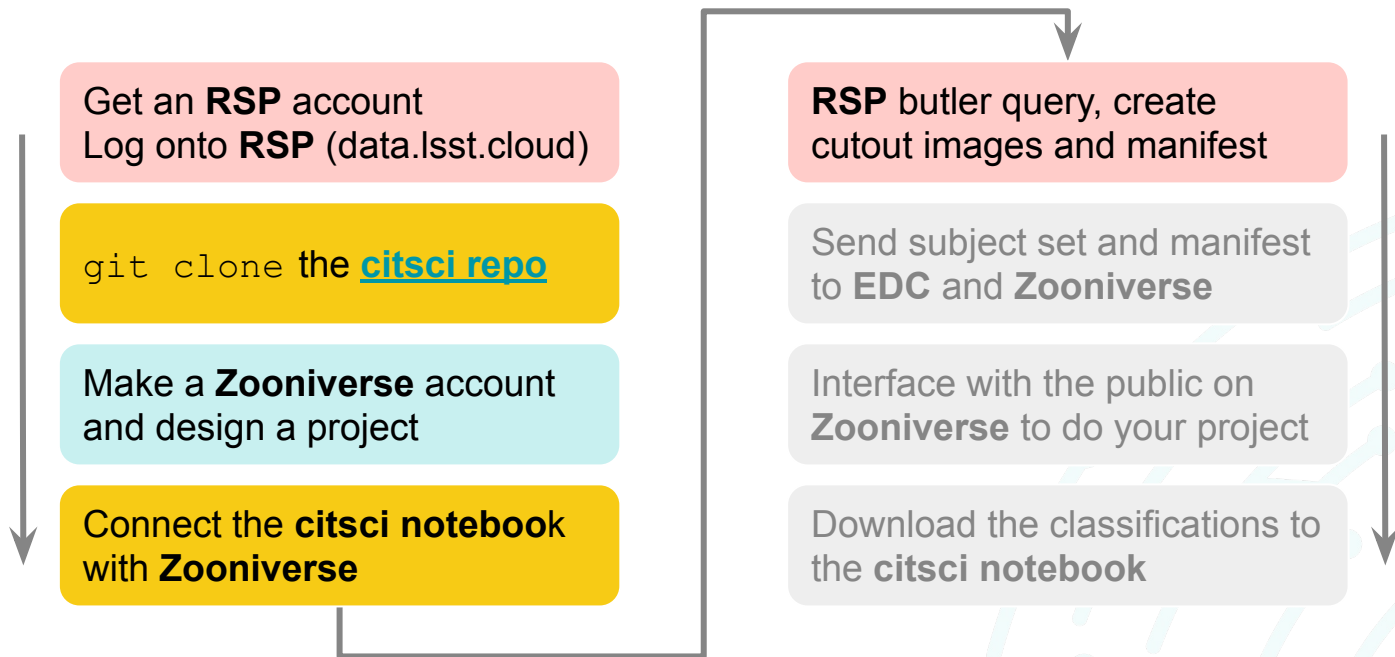 Get an RSP account
Log onto RSP (data.lsst.cloud)
git clone the citsci repo
Make a Zooniverse account
and design a project
Connect the citsci notebook
with Zooniverse
RSP butler query, create
cutout images and manifest
Send subject set and manifest
to EDC and Zooniverse
Interface with the public on
Zooniverse to do your project
Download the classifications to
the citsci notebook